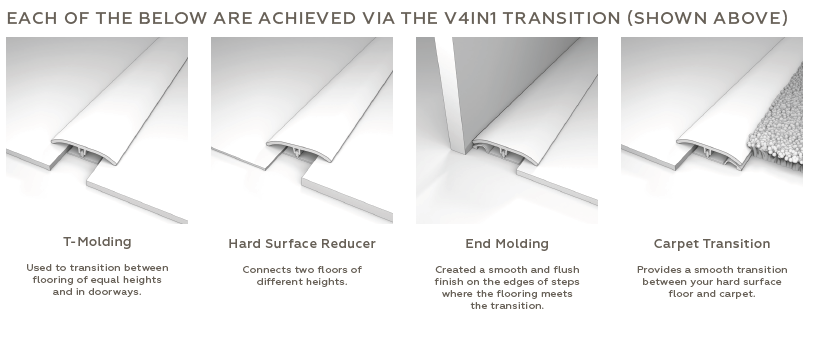 EACH OF THE BELOW ARE ACHIEVED VIA THE V4IN1 TRANSITION (SHOWN ABOVE)
T-Molding
Used to transition between
flooring of equal heights
and in doorways.
Hard Surface Reducer
Connects two floors of
different heights.
End Molding
Created a smooth and flush
finish on the edges of steps
where the flooring meets
the transition.
Carpet Transition
Provides a smooth transition
between your hard surface
floor and carpet.